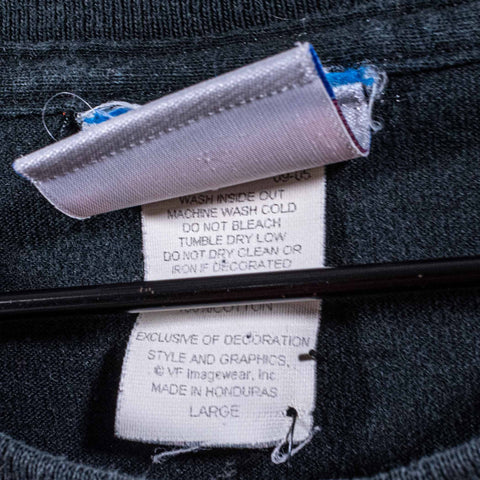 09-05
WASH INSIDE OUT
MACHINE WASH COLD
DO NOT BLEACH
TUMBLE DRY LOW
DO NOT DRY CLEAN OR
IRON IF DECORATED
COTTON
EXCLUSIVE OF DECORATION
STYLE AND GRAPHICS,
© VF Imagewear, Inc.
MADE IN HONDURAS
LARGE